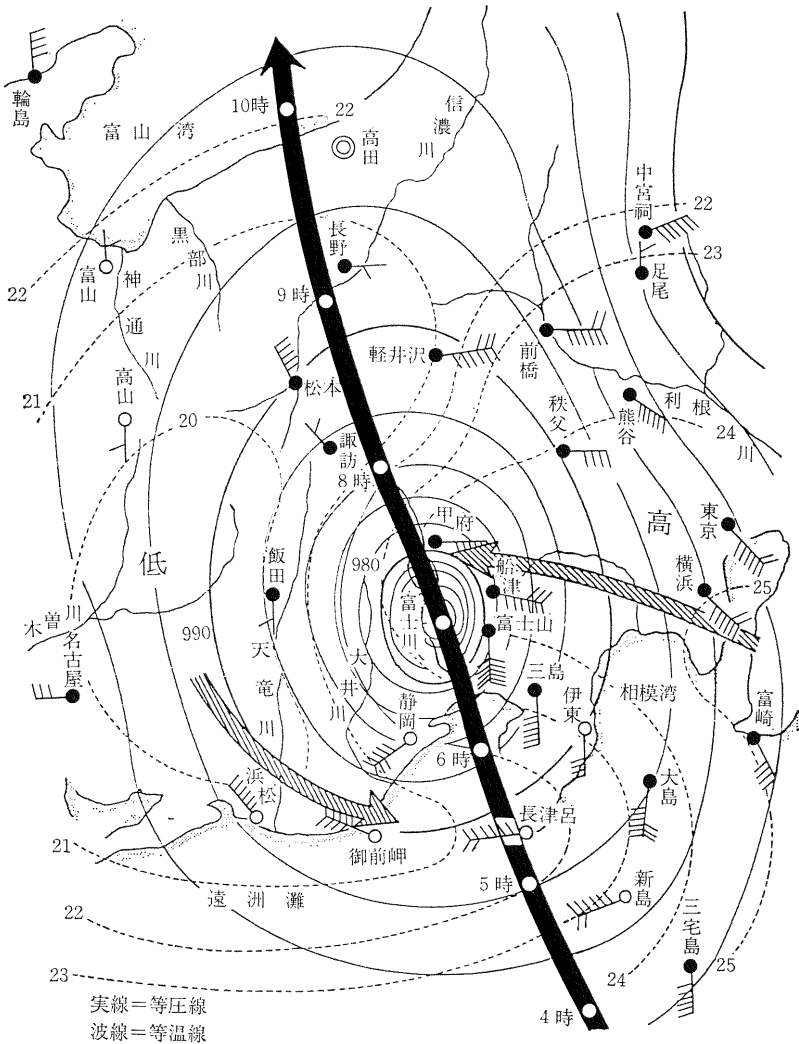 輪島
富山湾
10時
22
高田
信濃川
中宮祠
22
23
足尾
長野
黒部川
富山
神通川
22
9時
前橋
軽井沢
松本
21
高山
20
諏訪
8時
秩父
熊谷
利根川
24
東京
高
甲府
船津
横浜
25
低
飯田
980
富士川
富士山
990
木曽川
名古屋
天竜川
大井川
静岡
三島
伊東
相模湾
富崎
6時
浜松
大島
長津呂
御前岬
21
5時
新島
遠洲灘
22
三宅島
23
24
25
4時
実線＝等圧線
波線＝等温線